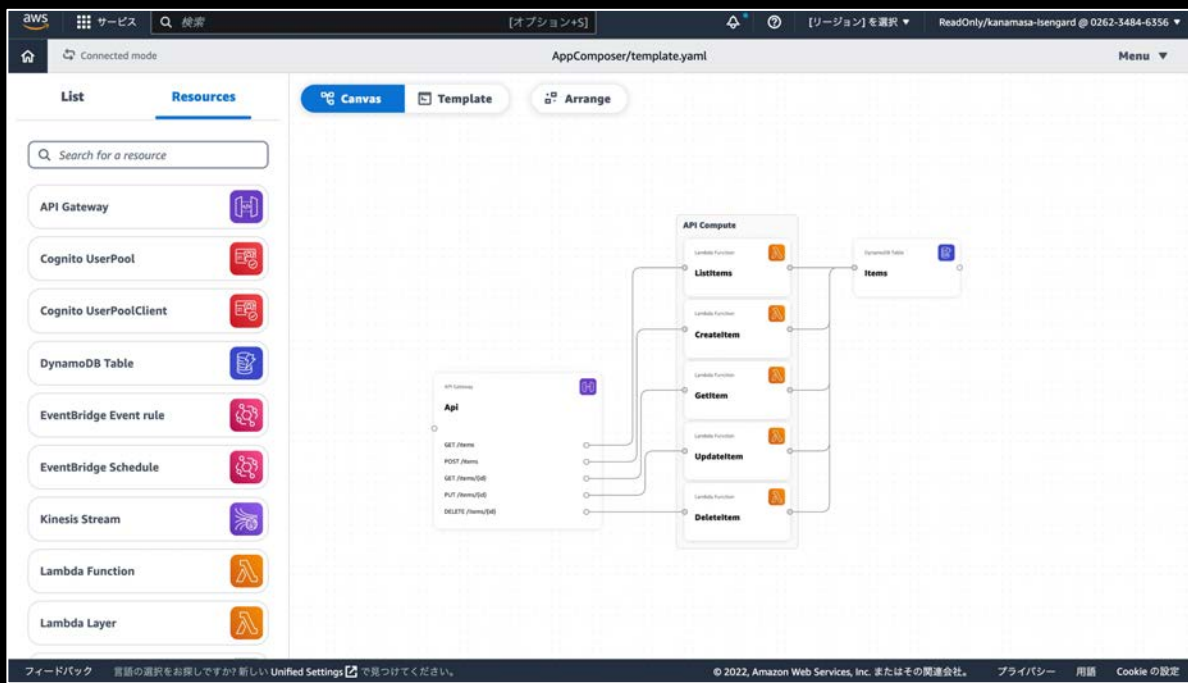 aws サービス 検索 [オプション+S] [リージョン] を選択 ▼ ReadOnly/kanamasa-Isengard @ 0262-3484-6356 ▼
Connected mode AppComposer/template.yaml Menu ▼
List Resources
Canvas Template Arrange
Search for a resource
API Gateway
Cognito UserPool
Cognito UserPoolClient
DynamoDB Table
EventBridge Event rule
EventBridge Schedule
Kinesis Stream
Lambda Function
Lambda Layer
API Gateway
Api
GET /items
POST /items
GET /items/{id}
PUT /items/{id}
DELETE /items/{id}
API Compute
Lambda Function
ListItems
Lambda Function
CreateItem
Lambda Function
GetItem
Lambda Function
UpdateItem
Lambda Function
DeleteItem
DynamoDB Table
Items
フィードバック 言語の選択をお探しですか? 新しい Unified Settings で見つけてください。 © 2022, Amazon Web Services, Inc. またはその関連会社。 プライバシー 用語 Cookie の設定